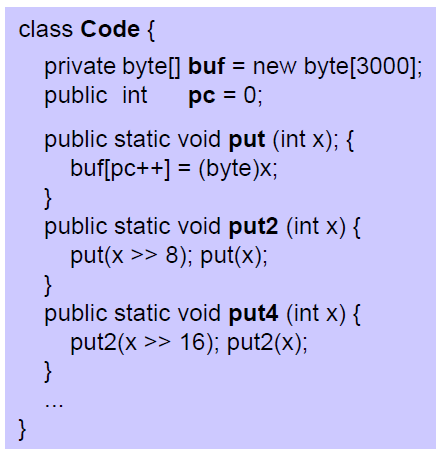 class Code {
private byte[] buf = new byte[3000];
public int pc = 0;
public static void put (int x); {
buf[pc++] = (byte)x;
}
public static void put2 (int x) {
put(x >> 8); put(x);
}
public static void put4 (int x) {
put2(x >> 16); put2(x);
}
...
}